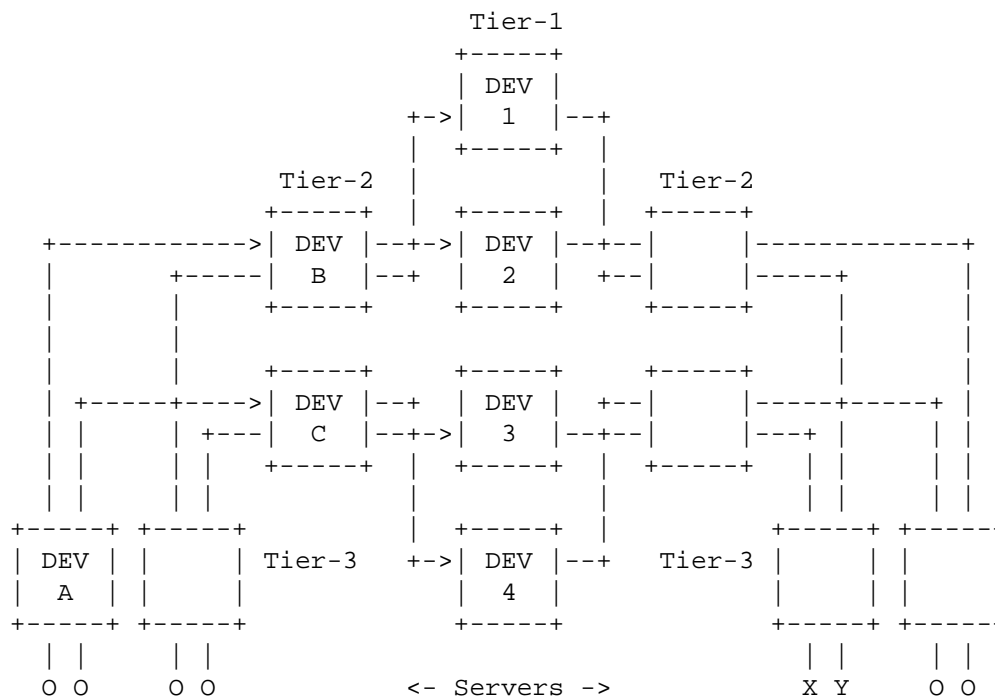 Tier-1
DEV
1
Tier-2 Tier-2
DEV DEV
B 2
DEV DEV
C 3
DEV Tier-3 DEV Tier-3
A 4
O O O O <- Servers -> X Y O O